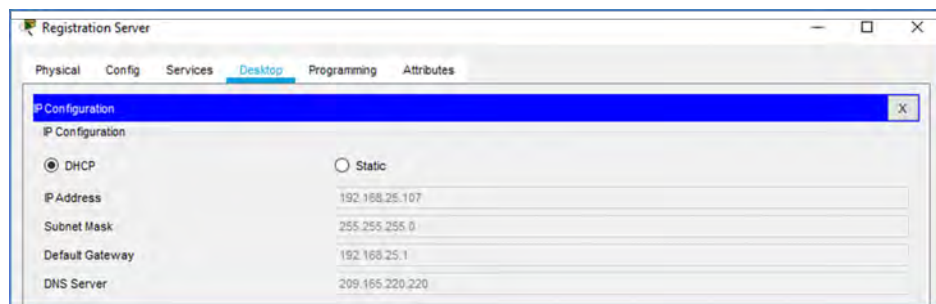 Registration Server
Physical Config Services Desktop Programming Attributes
IP Configuration X
IP Configuration
DHCP Static
IP Address 192.168.25.107
Subnet Mask 255.255.255.0
Default Gateway 192.168.25.1
DNS Server 209.165.220.220